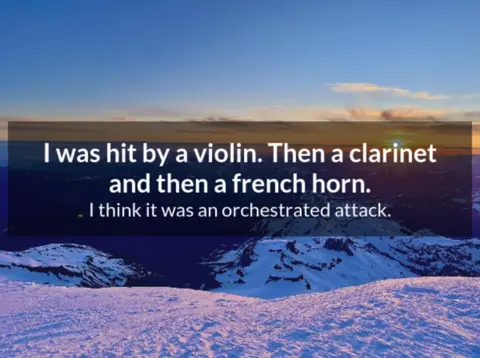 I was hit by a violin. Then a clarinet
and then a french horn.
I think it was an orchestrated attack.